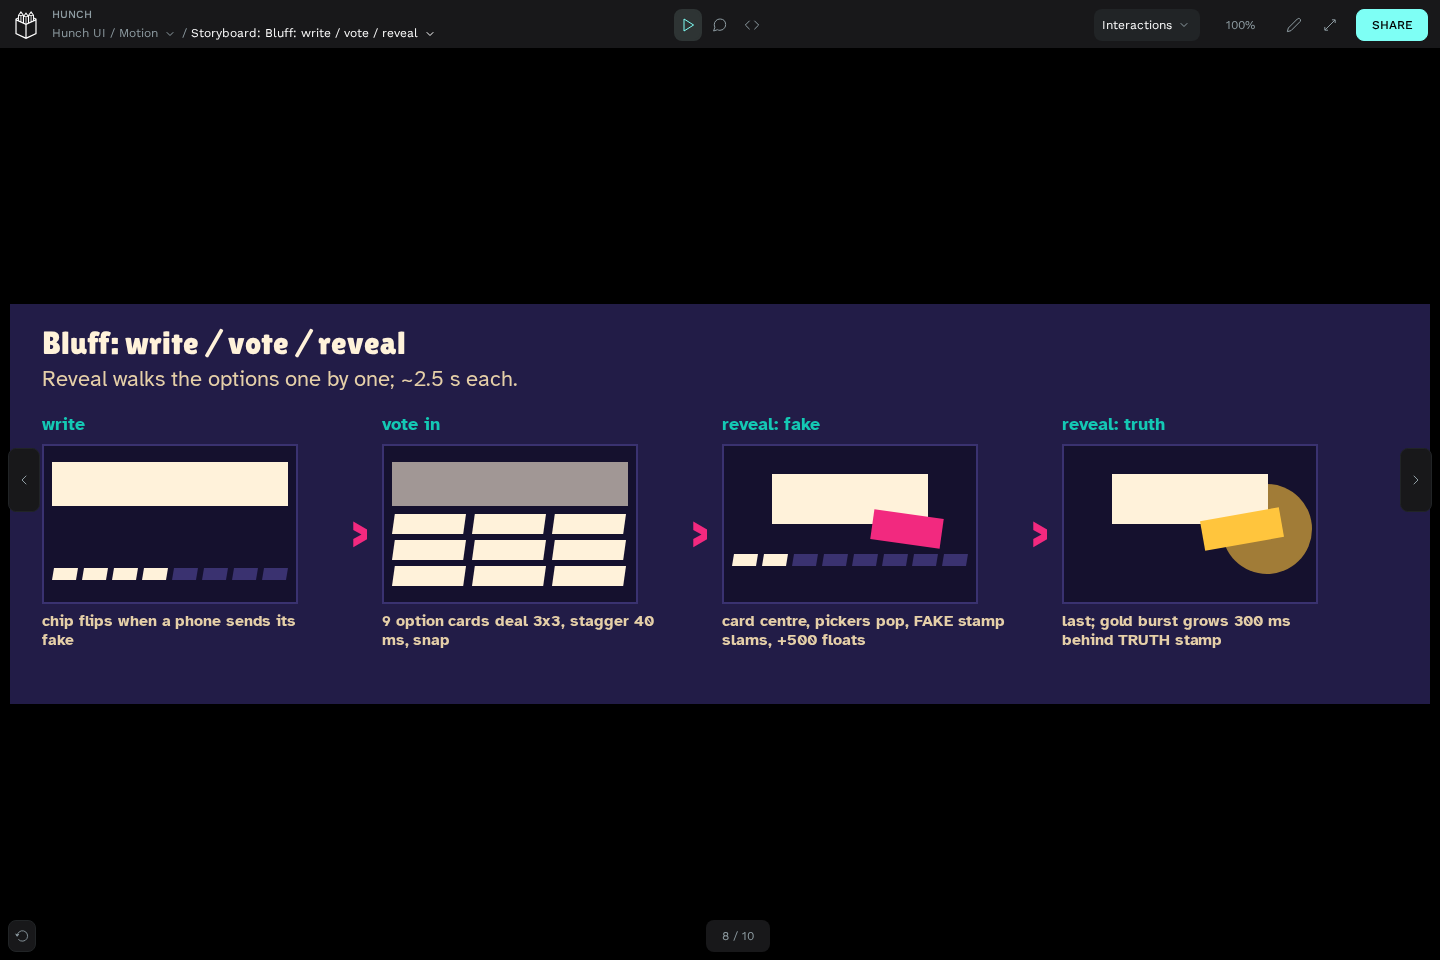 HUNCH
Hunch UI / Motion / Storyboard: Bluff: write / vote / reveal
Interactions
100%
SHARE
Bluff: write / vote / reveal
Reveal walks the options one by one; ~2.5 s each.
write
vote in
reveal: fake
reveal: truth
>
>
>
chip flips when a phone sends its
fake
9 option cards deal 3x3, stagger 40
ms, snap
card centre, pickers pop, FAKE stamp
slams, +500 floats
last; gold burst grows 300 ms
behind TRUTH stamp
8 / 10